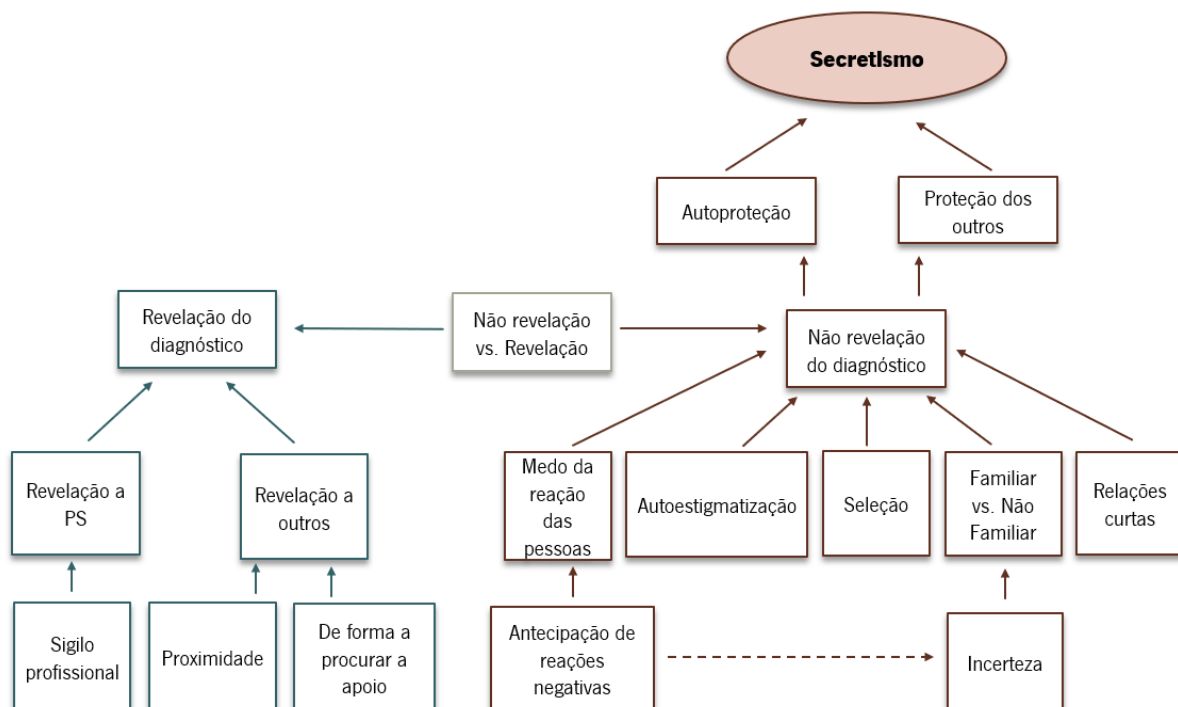 Secretismo
Autoproteção
Proteção dos
outros
Revelação do
diagnóstico
Não revelação
vs. Revelação
Não revelação
do diagnóstico
Revelação a
PS
Revelação a
outros
Medo da
reação
das
pessoas
Autoestigmatização
Seleção
Familiar
vs. Não
Familiar
Relações
curtas
Sigilo
profissional
Proximidade
De forma a
procurar a
apoio
Antecipação de
reações
negativas
Incerteza